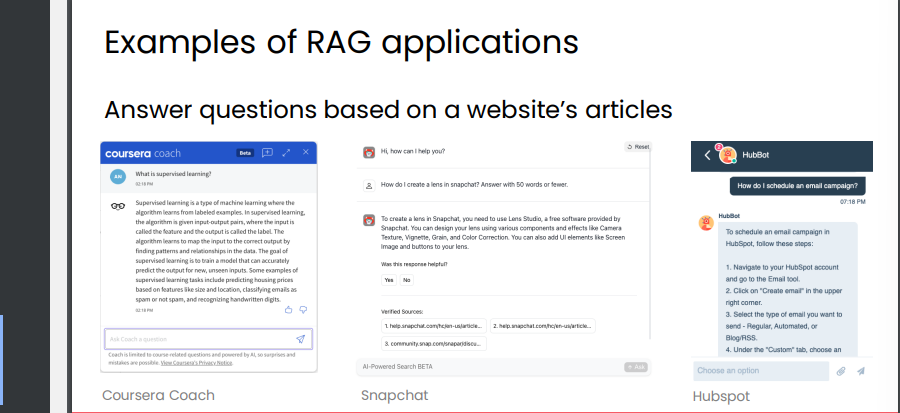 Examples of RAG applications
Answer questions based on a website's articles
coursera coach
Beta
AN
What is supervised learning?
02:18 PM
Supervised learning is a type of machine learning where the
algorithm learns from labeled examples. In supervised learning,
the algorithm is given input-output pairs, where the input is
called the feature and the output is called the label. The
algorithm learns to map the input to the correct output by
finding patterns and relationships in the data. The goal of
supervised learning is to train a model that can accurately
predict the output for new, unseen inputs. Some examples of
supervised learning tasks include predicting housing prices
based on features like size and location, classifying emails as
spam or not spam, and recognizing handwritten digits.
02:18 PM
Ask Coach a question
Coach is limited to course-related questions and powered by AI, so surprises and
mistakes are possible. View Coursera's Privacy Notice.
Coursera Coach
Hi, how can I help you?
Reset
How do I create a lens in snapchat? Answer with 50 words or fewer.
To create a lens in Snapchat, you need to use Lens Studio, a free software provided by
Snapchat. You can design your lens using various components and effects like Camera
Texture, Vignette, Grain, and Color Correction. You can also add UI elements like Screen
Image and buttons to your lens.
Was this response helpful?
Yes No
Verified Sources:
1. help.snapchat.com/hc/en-us/article...
2. help.snapchat.com/hc/en-us/article...
3. community.snap.com/snapar/discu...
AI-Powered Search BETA
+ Ask
Snapchat
2
HubBot
How do I schedule an email campaign?
07:18 PM
HubBot
To schedule an email campaign in
HubSpot, follow these steps:
1. Navigate to your HubSpot account
and go to the Email tool.
2. Click on "Create email" in the upper
right corner.
3. Select the type of email you want to
send - Regular, Automated, or
Blog/RSS.
4. Under the "Custom" tab, choose an
Choose an option
Hubspot